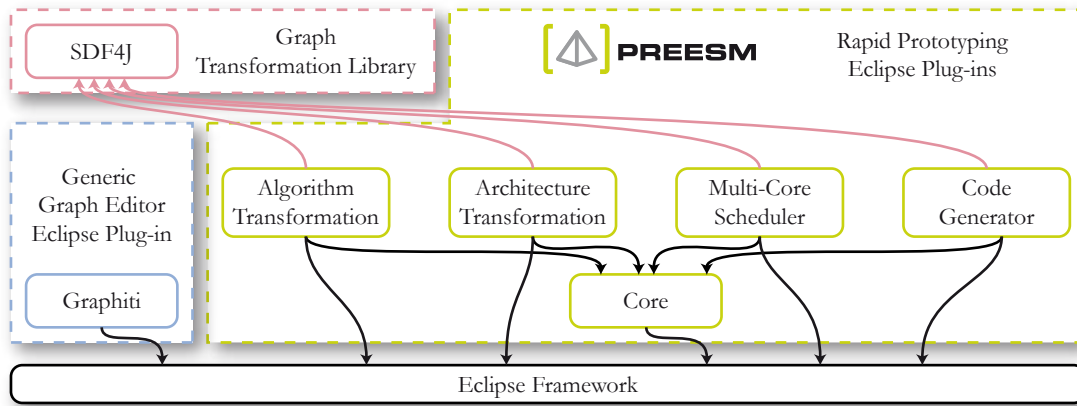 SDF4J
Graph
Transformation Library
PREESM
Rapid Prototyping
Eclipse Plug-ins
Generic
Graph Editor
Eclipse Plug-in
Algorithm
Transformation
Architecture
Transformation
Multi-Core
Scheduler
Code
Generator
Graphiti
Core
Eclipse Framework